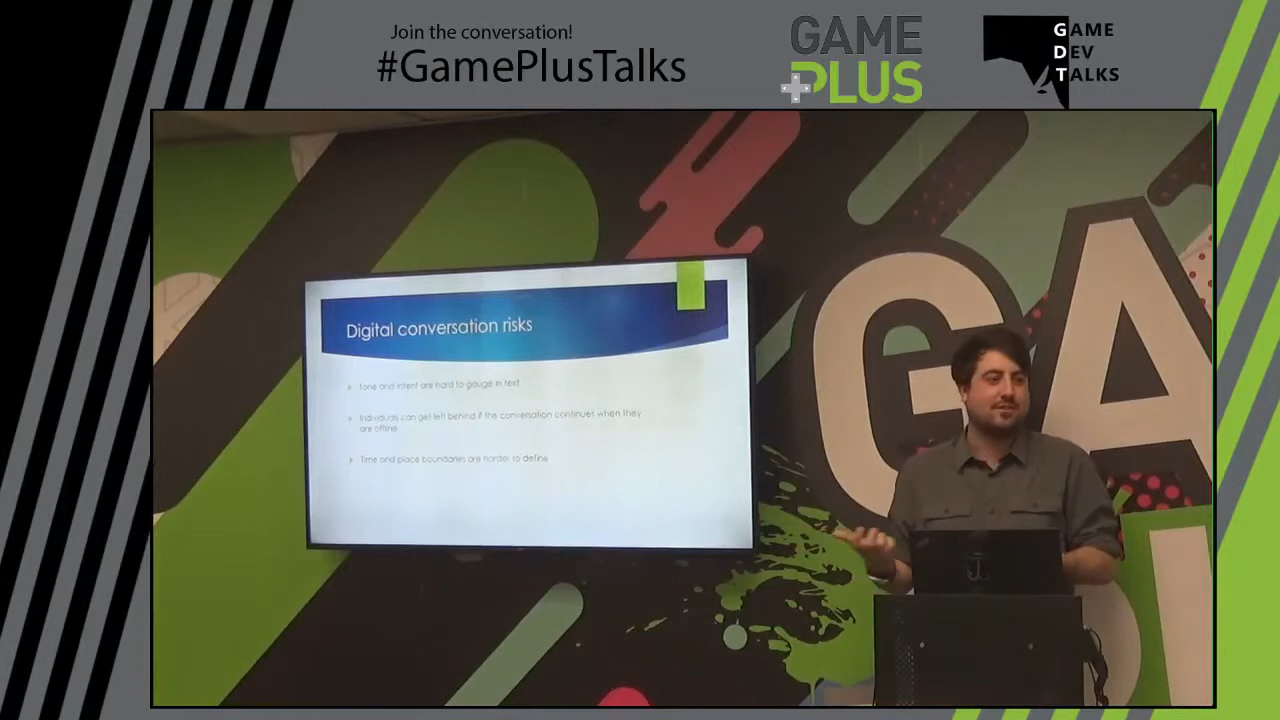 Join the conversation!
#GamePlusTalks
GAME
PLUS
GAME
DEV
TALKS
Digital conversation risks
Tone and intent are hard to gauge in text
Individuals can get left behind if the conversation continues when they
are offline
Time and place boundaries are harder to define
GA